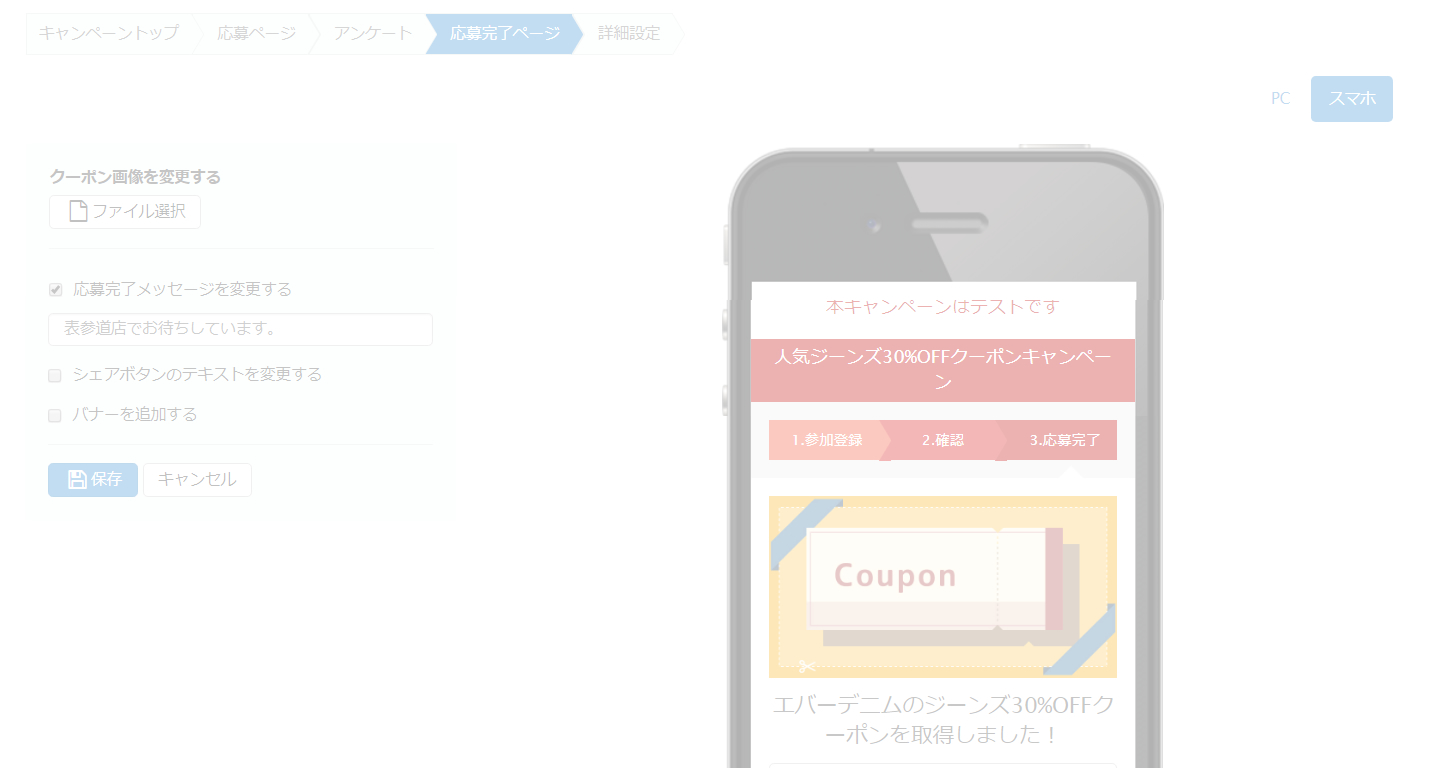 キャンペーントップ 応募ページ アンケート 応募完了ページ 詳細設定
PC スマホ
クーポン画像を変更する
ファイル選択
応募完了メッセージを変更する
表参道店でお待ちしています。
シェアボタンのテキストを変更する
バナーを追加する
保存 キャンセル
本キャンペーンはテストです
人気ジーンズ30%OFFクーポンキャンペー
ン
1.参加登録 2.確認 3.応募完了
Coupon
エバーデニムのジーンズ30%OFFク
ーポンを取得しました！